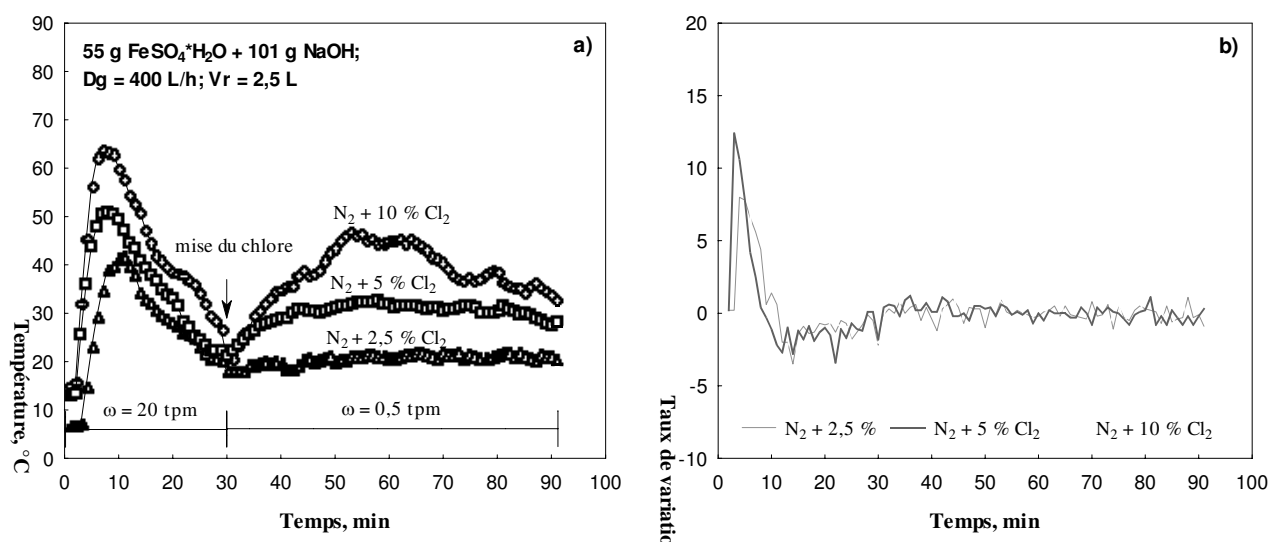 a)
55 g FeSO4*H2O + 101 g NaOH;
Dg = 400 L/h; Vr = 2,5 L
N2 + 10 % Cl2
mise du chlore
N2 + 5 % Cl2
N2 + 2,5 % Cl2
ω = 20 tpm
ω = 0,5 tpm
90
80
70
60
50
40
30
20
10
0
Température, °C
0 10 20 30 40 50 60 70 80 90 100
Temps, min
b)
20
15
10
5
0
-5
-10
Taux de variatio
N2 + 2,5 % N2 + 5 % Cl2 N2 + 10 % Cl2
0 10 20 30 40 50 60 70 80 90 100
Temps, min